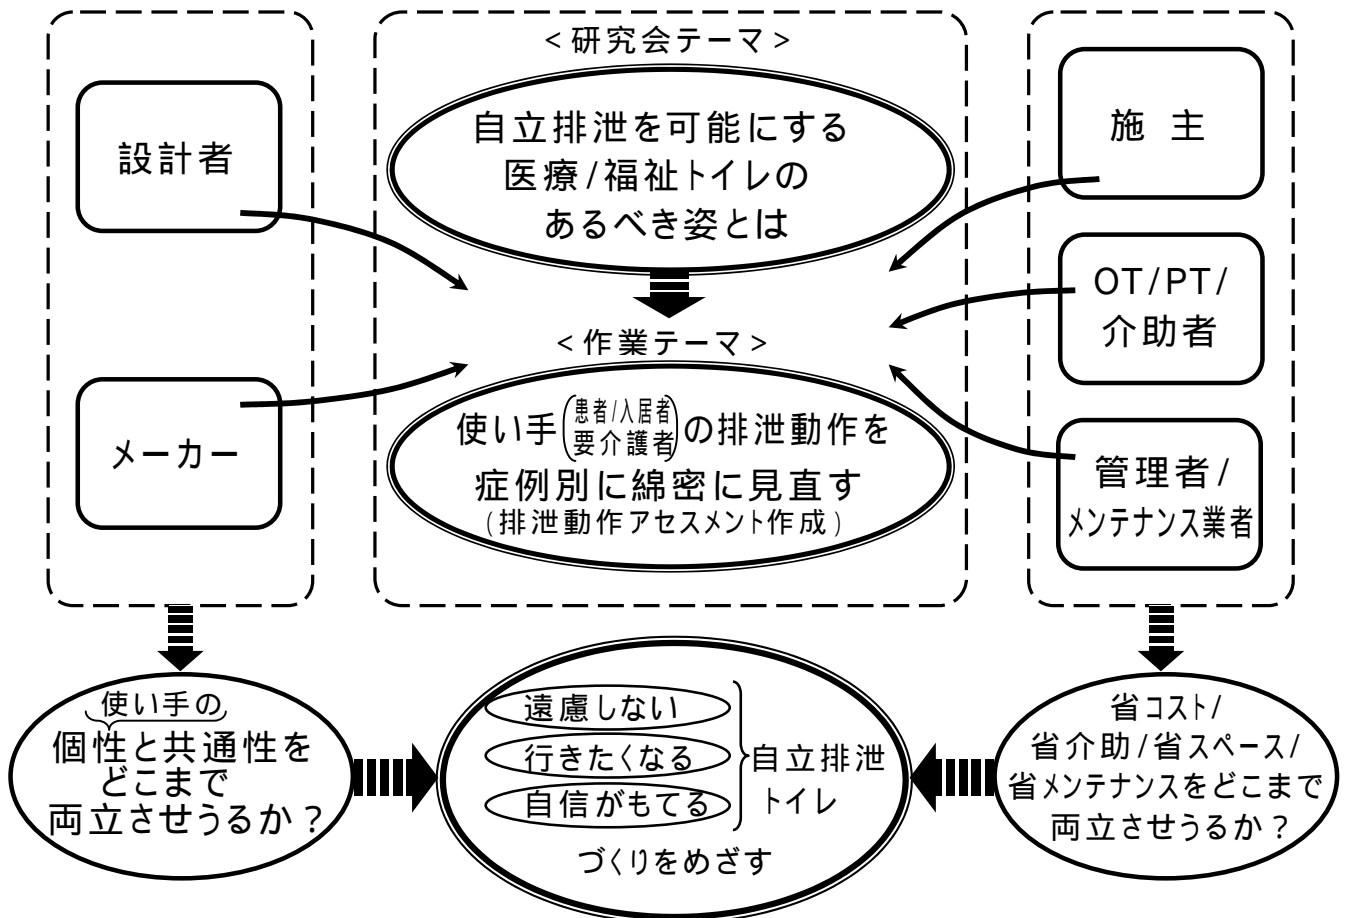 設計者
メーカー
<研究会テーマ>
自立排泄を可能にする
医療/福祉トイレの
あるべき姿とは
<作業テーマ>
使い手(患者/入居者 要介護者)の排泄動作を
症例別に綿密に見直す
(排泄動作アセスメント作成)
施 主
OT/PT/
介助者
管理者/
メンテナンス業者
使い手の
個性と共通性を
どこまで
両立させうるか?
遠慮しない
行きたくなる
自信がもてる
自立排泄
トイレ
づくりをめざす
省コスト/
省介助/省スペース/
省メンテナンスをどこまで
両立させうるか?